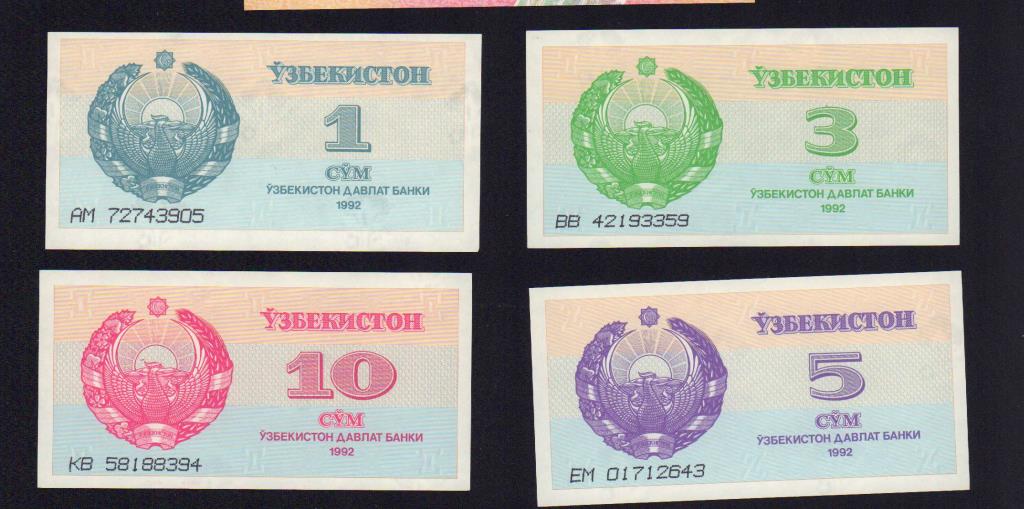 ЎЗБЕКИСТОН
1
СЎМ
ЎЗБЕКИСТОН ДАВЛАТ БАНКИ
1992
АМ 72743905
ЎЗБЕКИСТОН
3
СЎМ
ЎЗБЕКИСТОН ДАВЛАТ БАНКИ
1992
ВВ 42193359
ЎЗБЕКИСТОН
10
СЎМ
ЎЗБЕКИСТОН ДАВЛАТ БАНКИ
1992
КВ 58188394
ЎЗБЕКИСТОН
5
СЎМ
ЎЗБЕКИСТОН ДАВЛАТ БАНКИ
1992
ЕМ 01712643